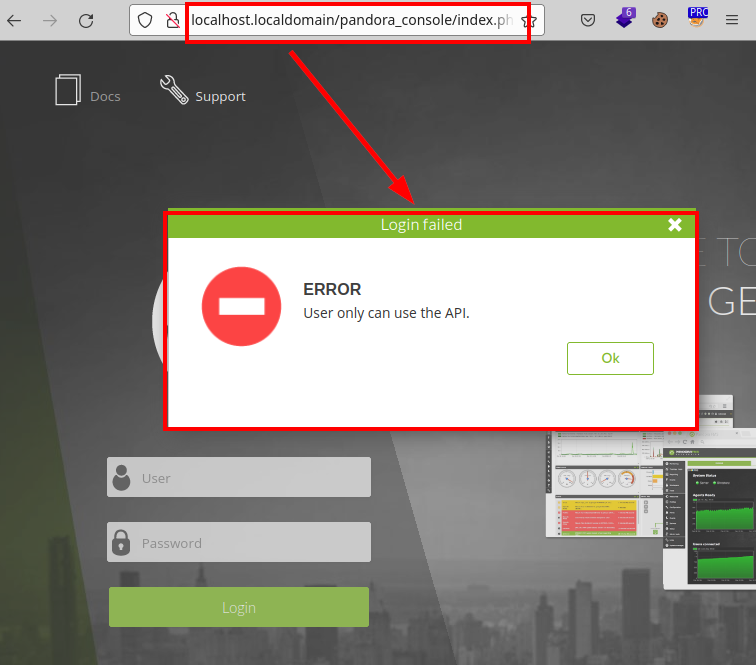 localhost.localdomain/pandora_console/index.ph
6
PRO
Docs
Support
Login failed
E TO
GE
ERROR
User only can use the API.
Ok
User
Password
Login